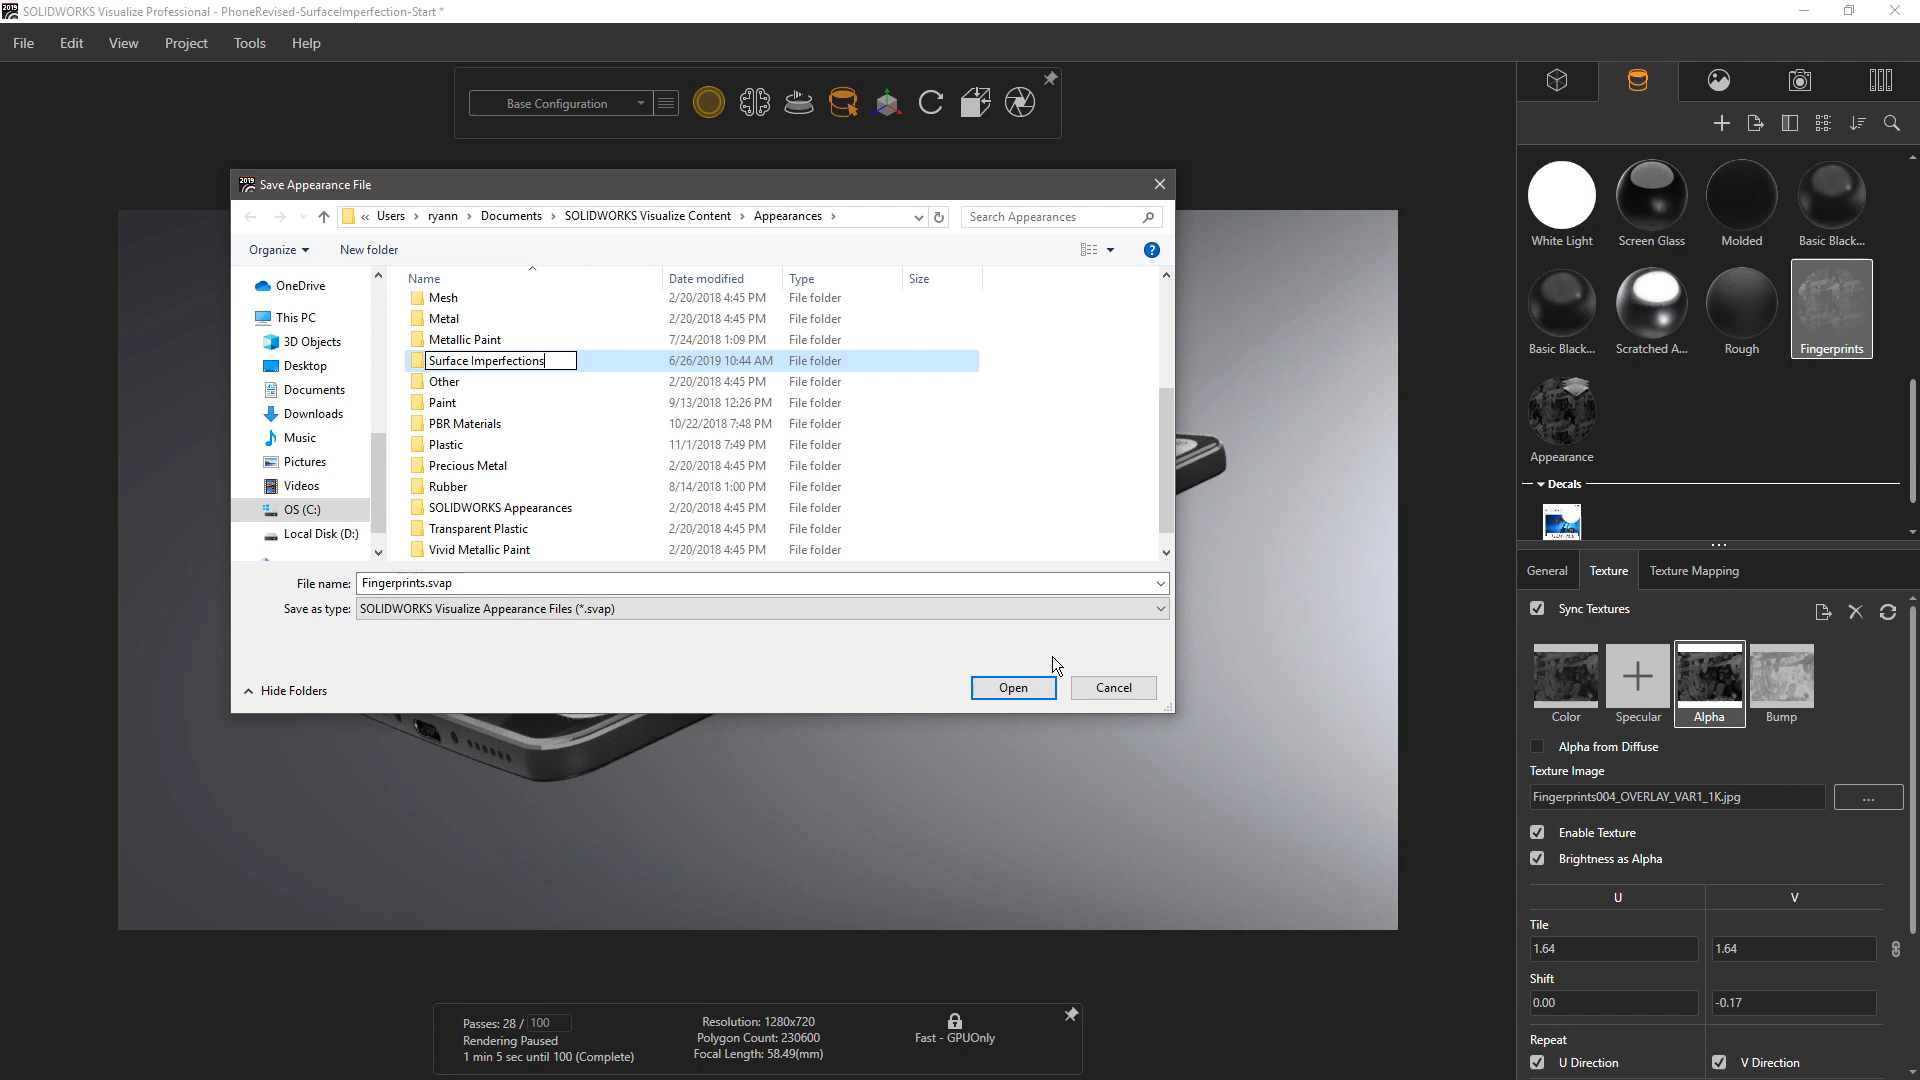 2019 SOLIDWORKS Visualize Professional - PhoneRevised-SurfaceImperfection-Start *
File Edit View Project Tools Help
Base Configuration
2019 Save Appearance File
« Users › ryann › Documents › SOLIDWORKS Visualize Content › Appearances ›
Search Appearances
Organize New folder
Name Date modified Type Size
OneDrive
This PC
3D Objects
Desktop
Documents
Downloads
Music
Pictures
Videos
OS (C:)
Local Disk (D:)
Mesh 2/20/2018 4:45 PM File folder
Metal 2/20/2018 4:45 PM File folder
Metallic Paint 7/24/2018 1:09 PM File folder
Surface Imperfections 6/26/2019 10:44 AM File folder
Other 2/20/2018 4:45 PM File folder
Paint 9/13/2018 12:26 PM File folder
PBR Materials 10/22/2018 7:48 PM File folder
Plastic 11/1/2018 7:49 PM File folder
Precious Metal 2/20/2018 4:45 PM File folder
Rubber 8/14/2018 1:00 PM File folder
SOLIDWORKS Appearances 2/20/2018 4:45 PM File folder
Transparent Plastic 2/20/2018 4:45 PM File folder
Vivid Metallic Paint 2/20/2018 4:45 PM File folder
File name: Fingerprints.svap
Save as type: SOLIDWORKS Visualize Appearance Files (*.svap)
Hide Folders
Open Cancel
White Light Screen Glass Molded Basic Black...
Basic Black... Scratched A... Rough Fingerprints
Appearance
Decals
General Texture Texture Mapping
Sync Textures
Color Specular Alpha Bump
Alpha from Diffuse
Texture Image
Fingerprints004_OVERLAY_VAR1_1K.jpg ...
Enable Texture
Brightness as Alpha
U V
Tile
1.64 1.64
Shift
0.00 -0.17
Repeat
U Direction V Direction
Passes: 28 / 100
Rendering Paused
1 min 5 sec until 100 (Complete)
Resolution: 1280x720
Polygon Count: 230600
Focal Length: 58.49(mm)
Fast - GPUOnly